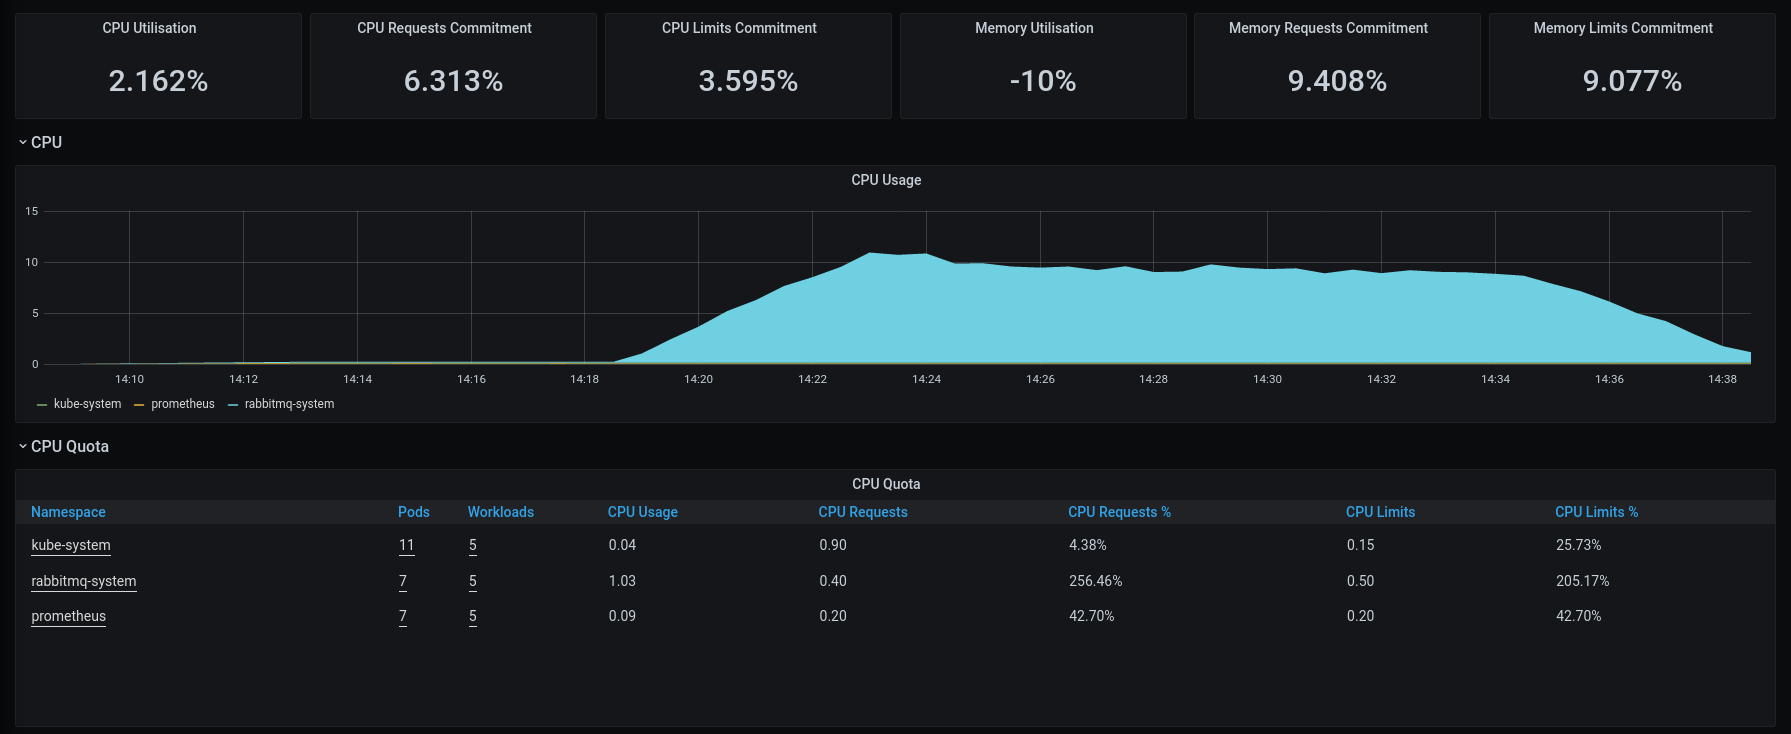 CPU Utilisation CPU Requests Commitment CPU Limits Commitment Memory Utilisation Memory Requests Commitment Memory Limits Commitment
2.162% 6.313% 3.595% -10% 9.408% 9.077%
CPU
CPU Usage
15
10
5
0
14:10 14:12 14:14 14:16 14:18 14:20 14:22 14:24 14:26 14:28 14:30 14:32 14:34 14:36 14:38
kube-system prometheus rabbitmq-system
CPU Quota
CPU Quota
Namespace Pods Workloads CPU Usage CPU Requests CPU Requests % CPU Limits CPU Limits %
kube-system 11 5 0.04 0.90 4.38% 0.15 25.73%
rabbitmq-system 7 5 1.03 0.40 256.46% 0.50 205.17%
prometheus 7 5 0.09 0.20 42.70% 0.20 42.70%